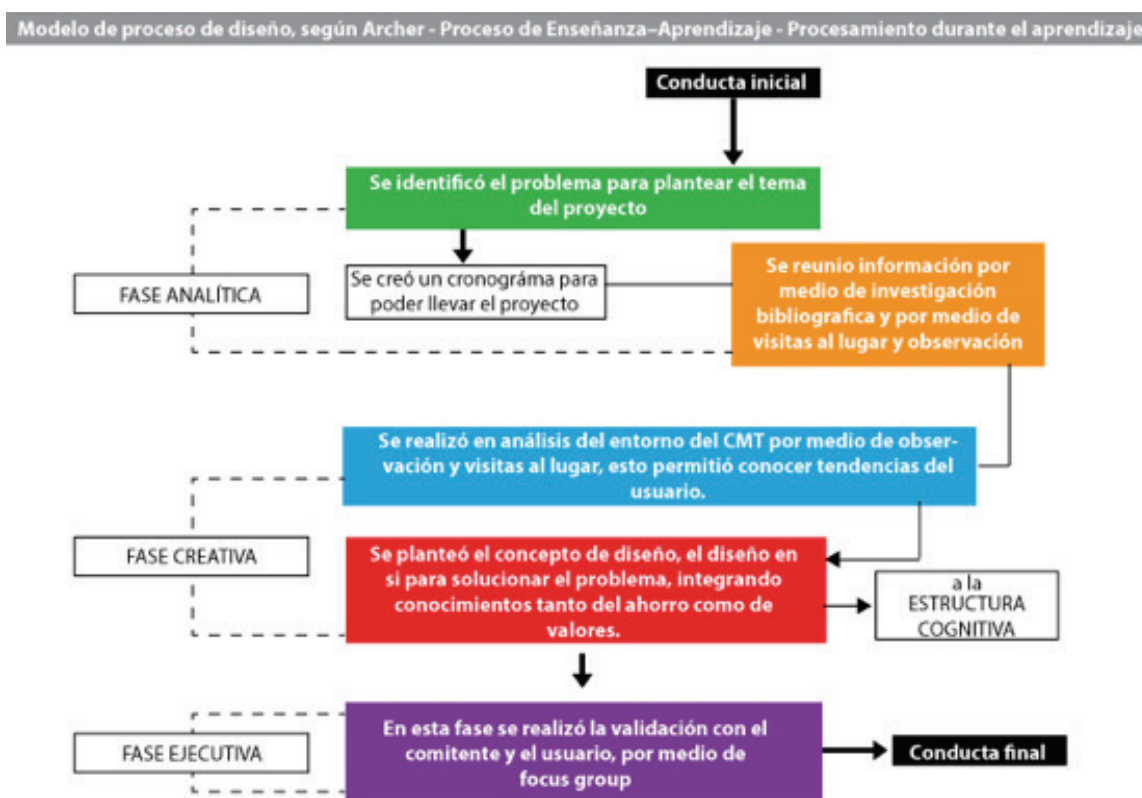 Modelo de proceso de diseño, según Archer - Proceso de Enseñanza–Aprendizaje - Procesamiento durante el aprendizaje
Conducta inicial
Se identificó el problema para plantear el tema
del proyecto
FASE ANALÍTICA
Se creó un cronográma para
poder llevar el proyecto
Se reunio información por
medio de investigación
bibliografica y por medio de
visitas al lugar y observación
Se realizó en análisis del entorno del CMT por medio de obser-
vación y visitas al lugar, esto permitió conocer tendencias del
usuario.
FASE CREATIVA
Se planteó el concepto de diseño, el diseño en
si para solucionar el problema, integrando
conocimientos tanto del ahorro como de
valores.
a la
ESTRUCTURA
COGNITIVA
FASE EJECUTIVA
En esta fase se realizó la validación con el
comitente y el usuario, por medio de
focus group
Conducta final